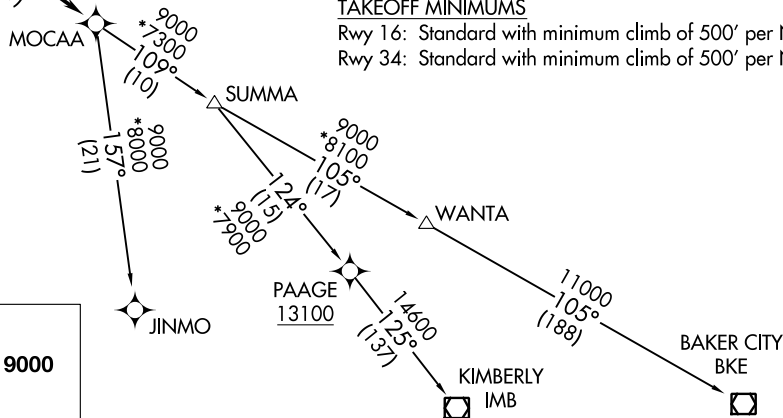 TAKEOFF MINIMUMS
Rwy 16: Standard with minimum climb of 500' per
Rwy 34: Standard with minimum climb of 500' per
MOCAA
9000
*7300
109°
(10)
SUMMA
9000
*8000
157°
(21)
9000
*8100
105°
(17)
124°
(15)
9000
*7900
WANTA
PAAGE
13100
JINMO
11000
105°
(188)
14600
125°
(137)
9000
BAKER CITY
BKE
KIMBERLY
IMB